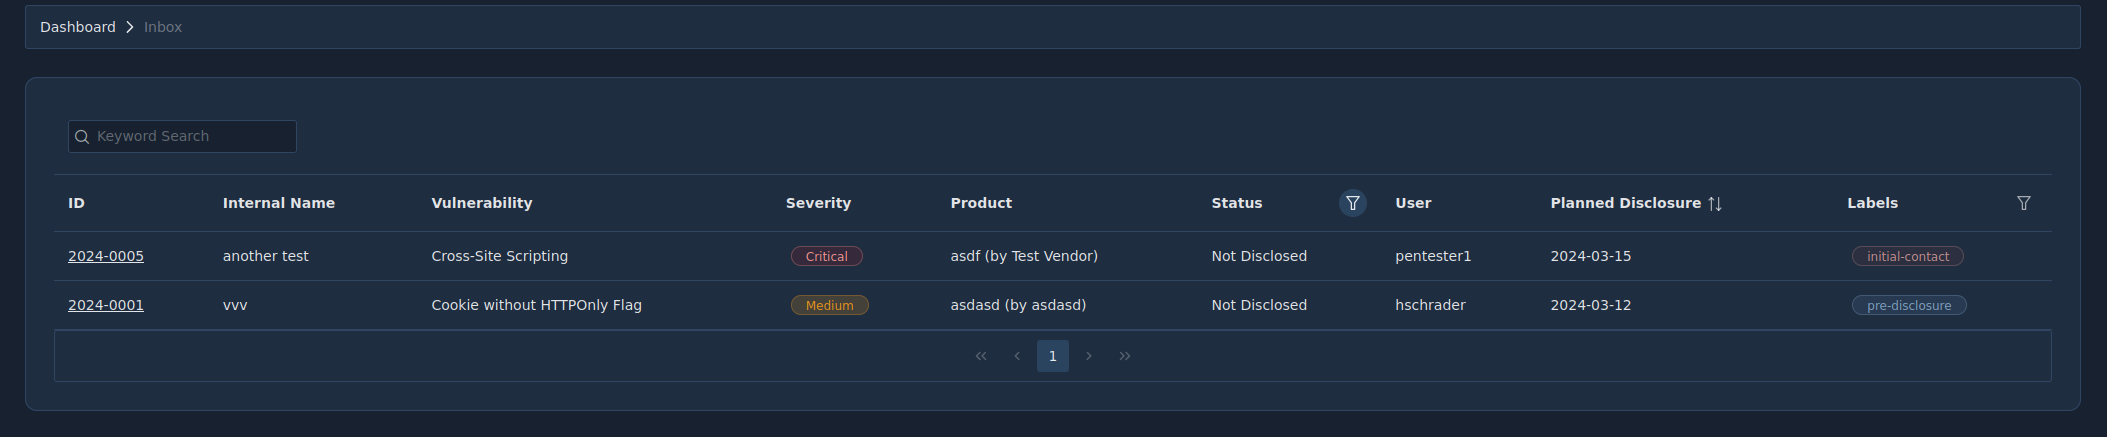 Dashboard > Inbox
Keyword Search
ID Internal Name Vulnerability Severity Product Status User Planned Disclosure Labels
2024-0005 another test Cross-Site Scripting Critical asdf (by Test Vendor) Not Disclosed pentester1 2024-03-15 initial-contact
2024-0001 vvv Cookie without HTTPOnly Flag Medium asdasd (by asdasd) Not Disclosed hschrader 2024-03-12 pre-disclosure
« ‹ 1 › »